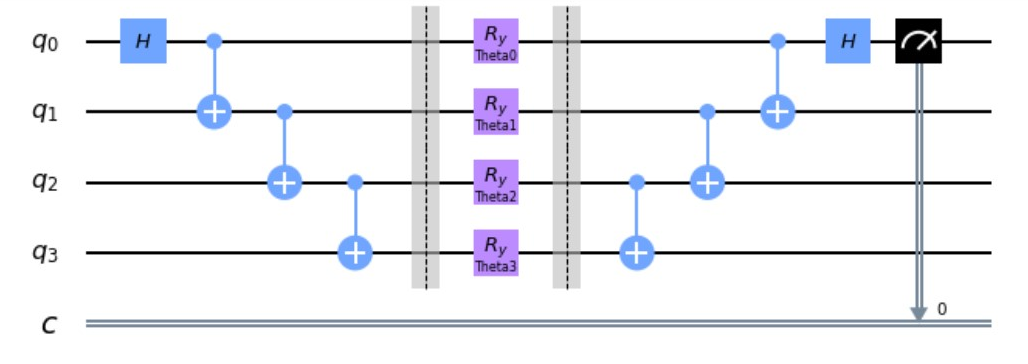 q0 H Ry Theta0 H
q1 Ry Theta1
q2 Ry Theta2
q3 Ry Theta3
C 0